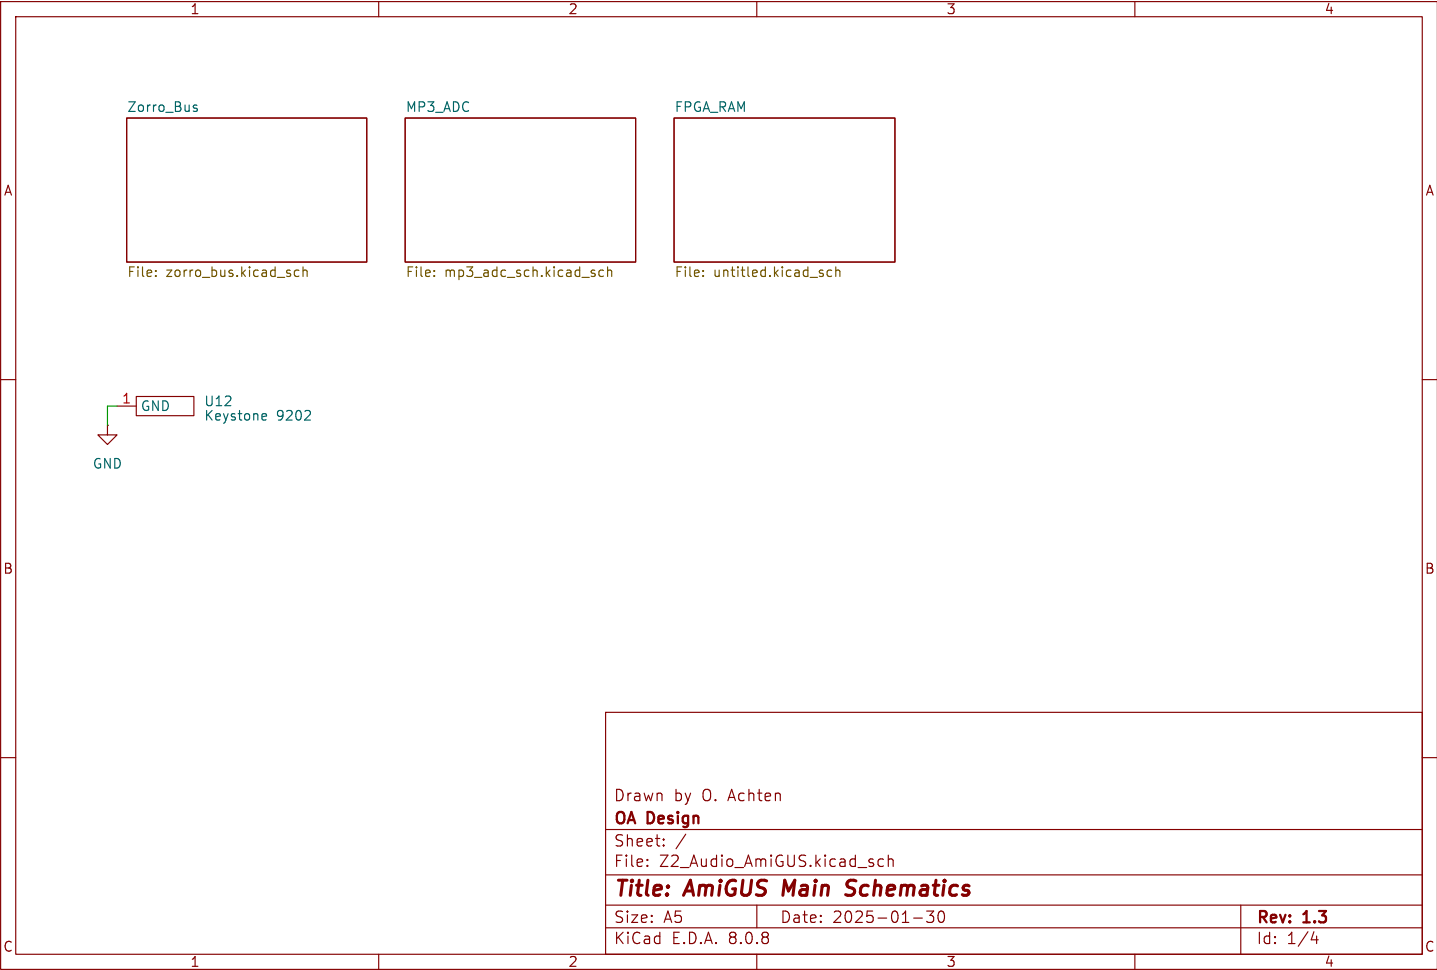 1 2 3 4
Zorro_Bus MP3_ADC FPGA_RAM
A A
File: zorro_bus.kicad_sch File: mp3_adc_sch.kicad_sch File: untitled.kicad_sch
1 GND U12
Keystone 9202
GND
B B
Drawn by O. Achten
OA Design
Sheet: /
File: Z2_Audio_AmiGUS.kicad_sch
Title: AmiGUS Main Schematics
Size: A5 Date: 2025-01-30 Rev: 1.3
KiCad E.D.A. 8.0.8 Id: 1/4
C C
1 2 3 4